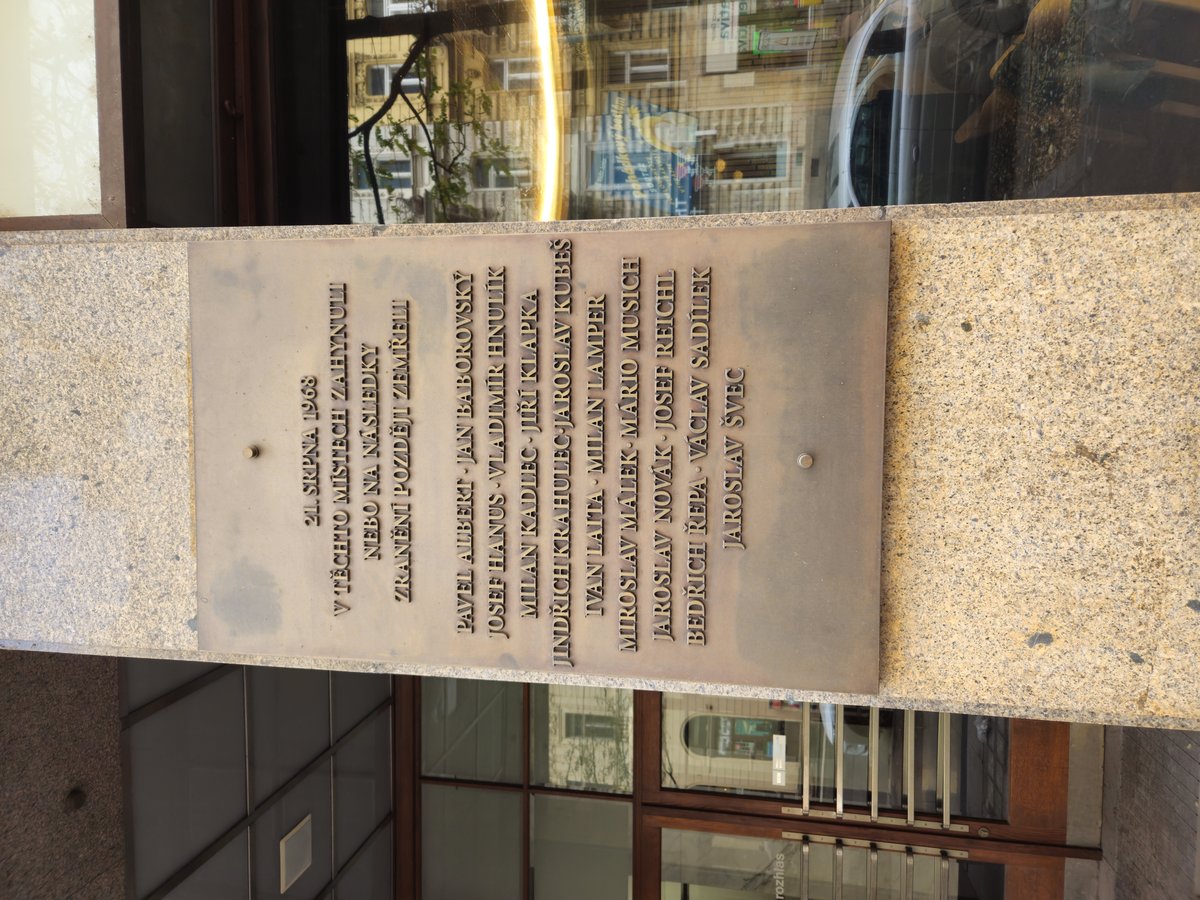 21. SRPNA 1968
V TĚCHTO MÍSTECH ZAHYNULI
NEBO NA NÁSLEDKY
ZRANĚNÍ POZDĚJI ZEMŘELI
PAVEL ALBERT · JAN BABOROVSKÝ
JOSEF HANUS · VLADIMÍR HNULÍK
MILAN KADLEC · JIŘÍ KLAPKA
JINDŘICH KRAHULEC · JAROSLAV KUBEŠ
IVAN LAITA · MILAN LAMPER
MIROSLAV MÁLEK · MÁRIO MUSICH
JAROSLAV NOVÁK · JOSEF REICHL
BEDŘICH ŘEPA · VÁCLAV SADÍLEK
JAROSLAV ŠVEC
rozhlas